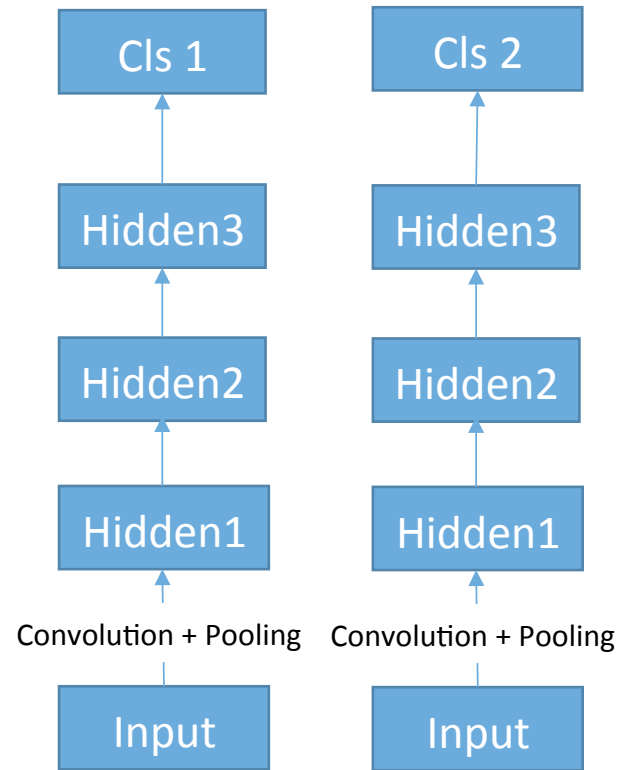 Cls 1
Hidden3
Hidden2
Hidden1
Convolution + Pooling
Input
Cls 2
Hidden3
Hidden2
Hidden1
Convolution + Pooling
Input